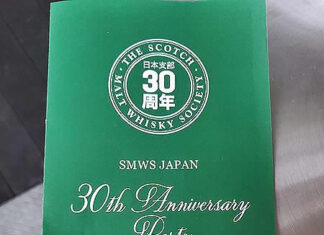 THE SCOTCH
MALT WHISKY SOCIETY
日本支部
30
周年
SMWS JAPAN
30th Anniversary